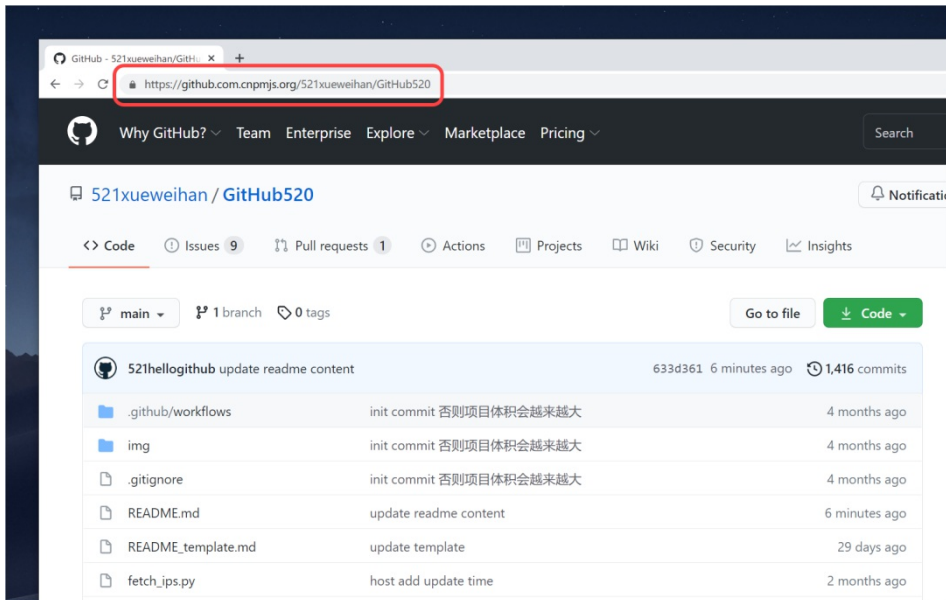 GitHub - 521xueweihan/GitHu
https://github.com.cnpmjs.org/521xueweihan/GitHub520
Why GitHub? Team Enterprise Explore Marketplace Pricing Search
521xueweihan / GitHub520 Notificatio
<> Code Issues 9 Pull requests 1 Actions Projects Wiki Security Insights
main 1 branch 0 tags Go to file Code
521hellogithub update readme content 633d361 6 minutes ago 1,416 commits
.github/workflows init commit 否则项目体积会越来越大 4 months ago
img init commit 否则项目体积会越来越大 4 months ago
.gitignore init commit 否则项目体积会越来越大 4 months ago
README.md update readme content 6 minutes ago
README_template.md update template 29 days ago
fetch_ips.py host add update time 2 months ago